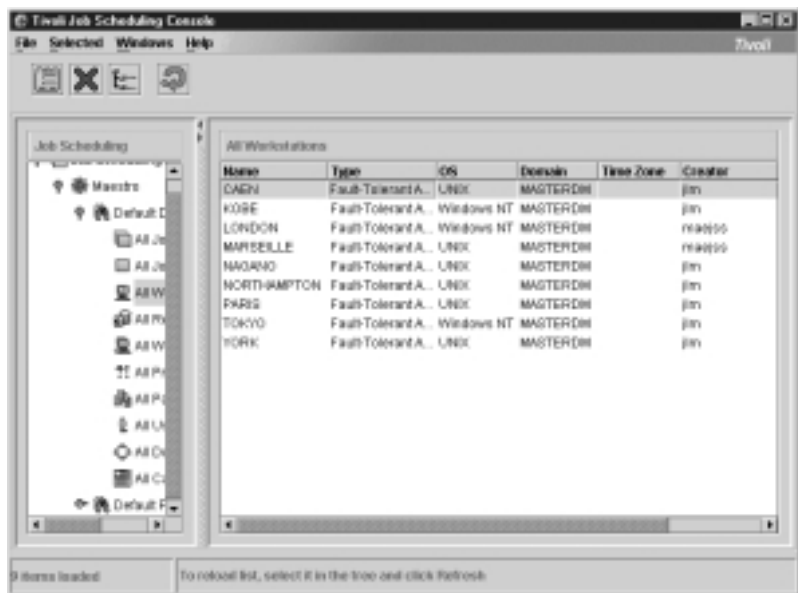 Tivoli Job Scheduling Console
File Selected Windows Help
Tivoli
Job Scheduling
Maestro
Default
All
All
All
All
All
All
All
All
All
All
Default
All Workstations
Name Type OS Domain Time Zone Creator
CAEN Fault-Tolerant A... UNIX MASTERDM jim
KOBE Fault-Tolerant A... Windows NT MASTERDM jim
LONDON Fault-Tolerant A... Windows NT MASTERDM maejss
MARSEILLE Fault-Tolerant A... UNIX MASTERDM maejss
NAGANO Fault-Tolerant A... UNIX MASTERDM jim
NORTHAMPTON Fault-Tolerant A... UNIX MASTERDM jim
PARIS Fault-Tolerant A... UNIX MASTERDM jim
TOKYO Fault-Tolerant A... Windows NT MASTERDM jim
YORK Fault-Tolerant A... UNIX MASTERDM jim
9 items loaded
To reload list, select it in the tree and click Refresh